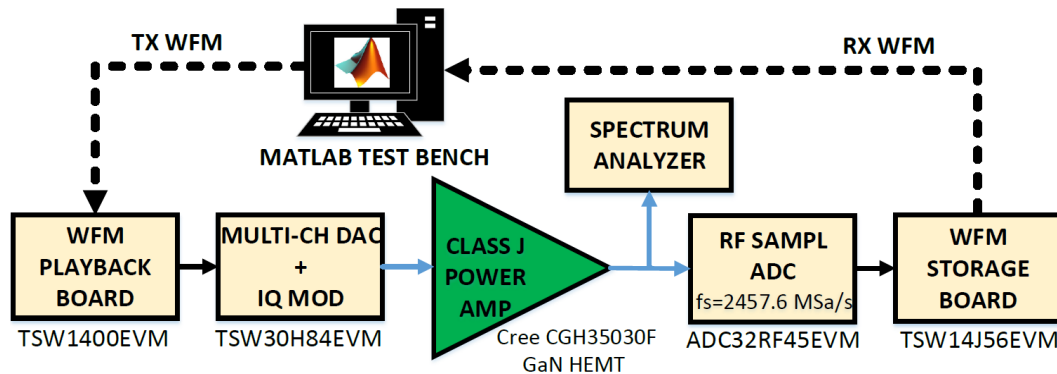 TX WFM
RX WFM
MATLAB TEST BENCH
SPECTRUM
ANALYZER
WFM
PLAYBACK
BOARD
TSW1400EVM
MULTI-CH DAC
+
IQ MOD
TSW30H84EVM
CLASS J
POWER
AMP
Cree CGH35030F
GaN HEMT
RF SAMPL
ADC
fs=2457.6 MSa/s
ADC32RF45EVM
WFM
STORAGE
BOARD
TSW14J56EVM